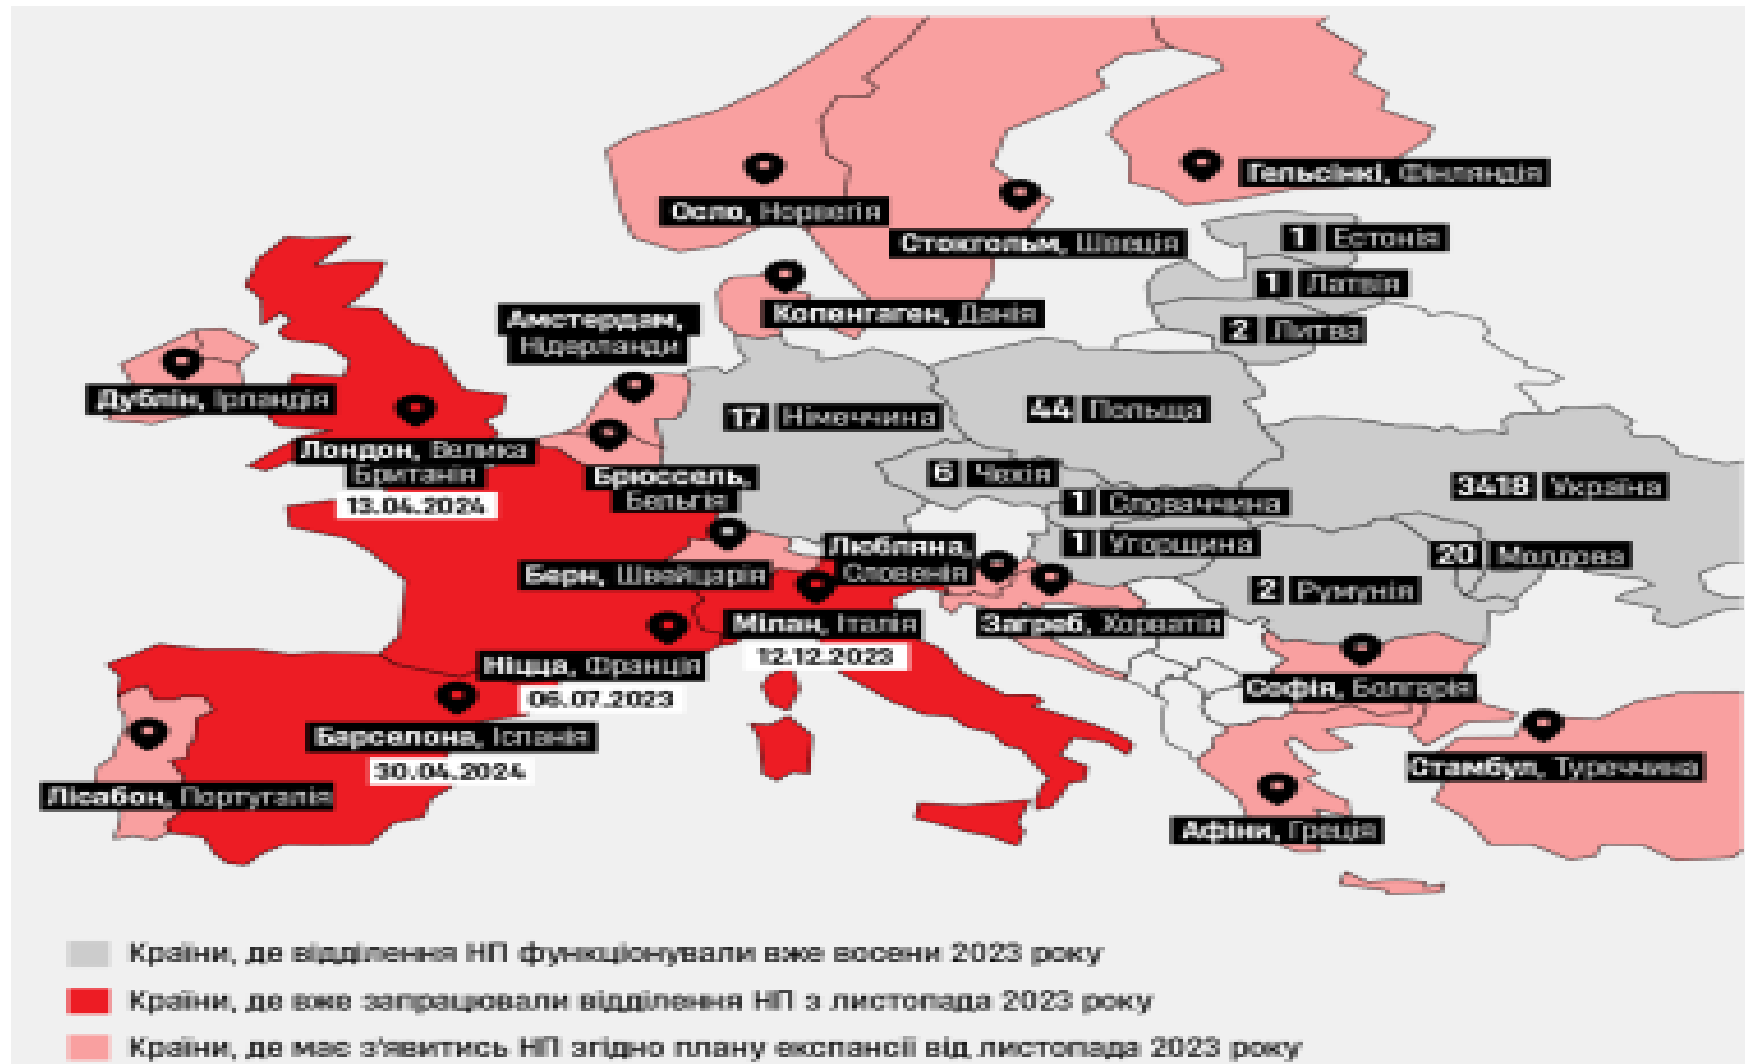 Гельсінкі, Фінляндія
Осло, Норвегія
Стокгольм, Швеція
1 Естонія
1 Латвія
2 Литва
Копенгаген, Данія
Амстердам,
Нідерланди
Дублін, Ірландія
17 Німеччина
44 Польща
Лондон, Велика
Британія
13.04.2024
Брюссель,
Бельгія
6 Чехія
3418 Україна
1 Словаччина
1 Угорщина
20 Молдова
Любляна,
Словенія
Берн, Швейцарія
2 Румунія
Мілан, Італія
12.12.2023
Загреб, Хорватія
Ніцца, Франція
06.07.2023
Софія, Болгарія
Барселона, Іспанія
30.04.2024
Стамбул, Туреччина
Лісабон, Португалія
Афіни, Греція
Країни, де відділення НП функціонували вже восени 2023 року
Країни, де вже запрацювали відділення НП з листопада 2023 року
Країни, де має з'явитись НП згідно плану експансії від листопада 2023 року